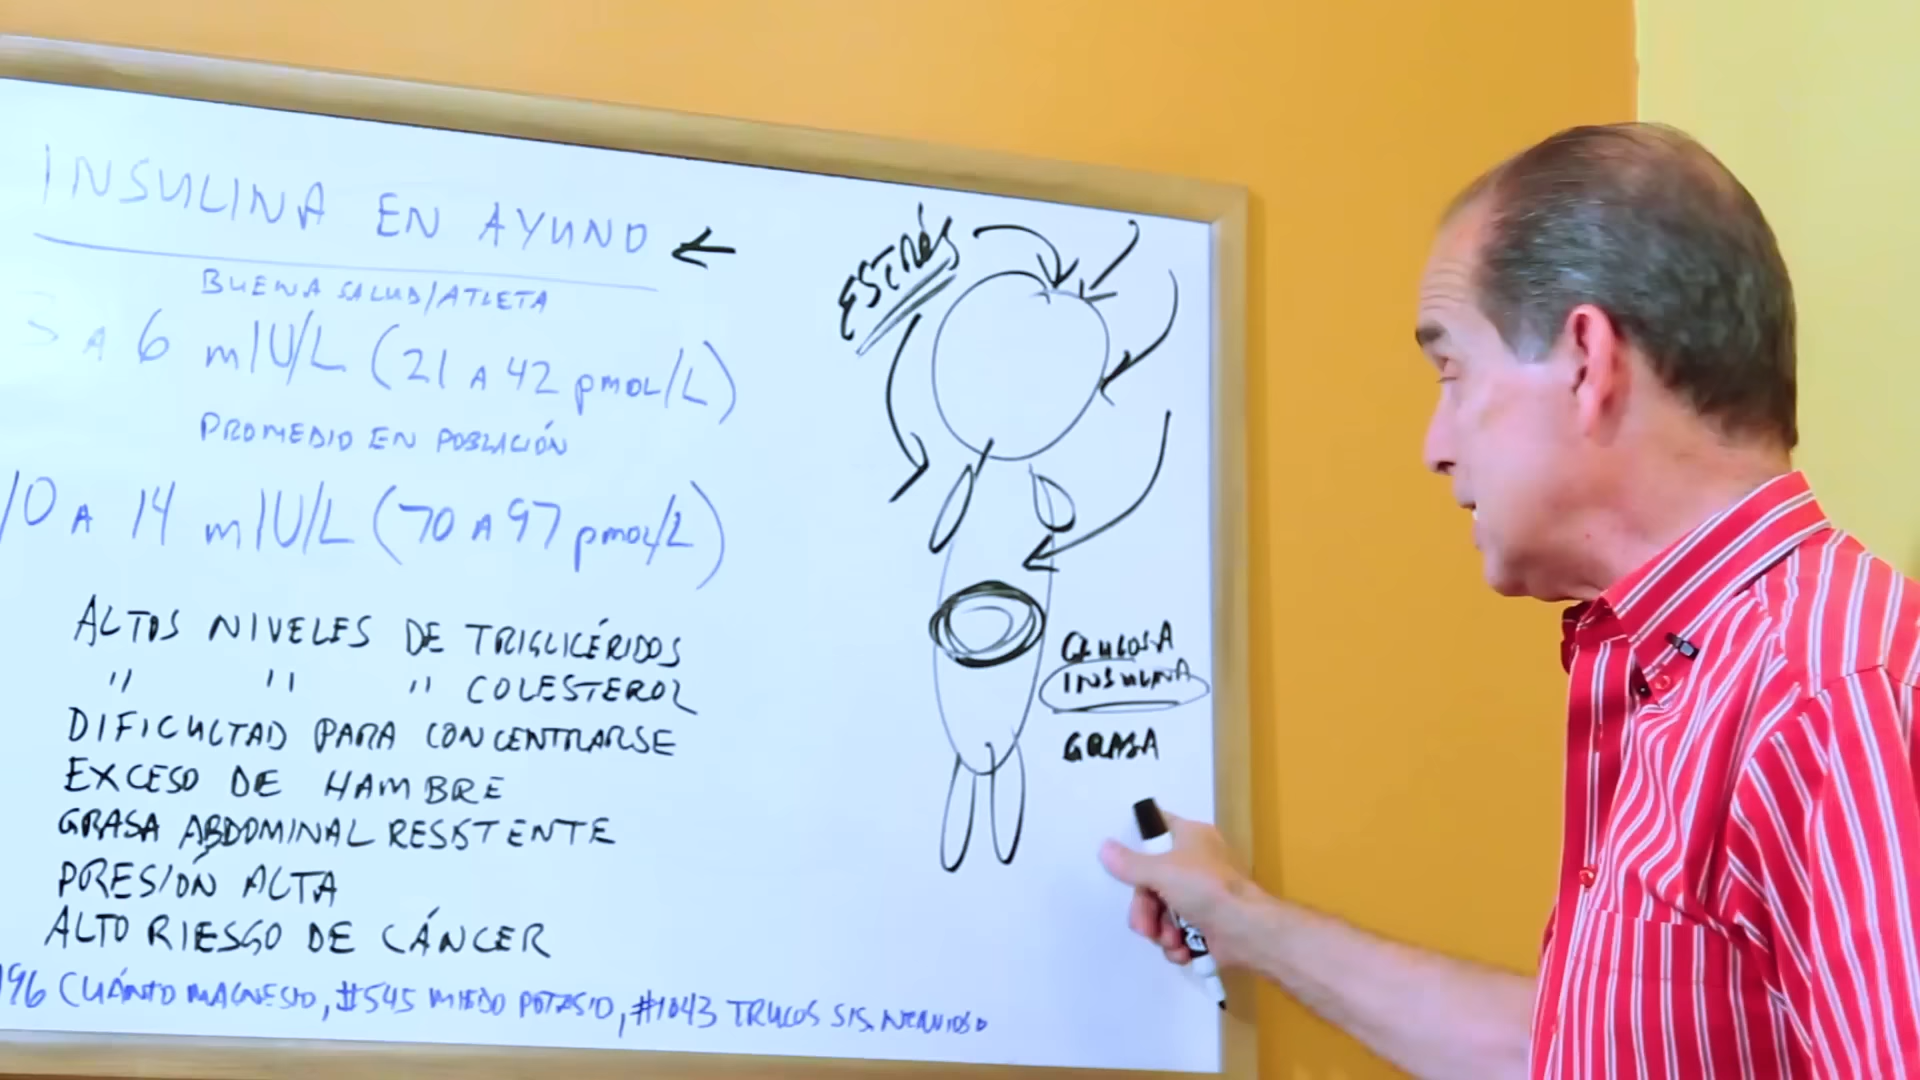 INSULINA EN AYUNO
BUENA SALUD/ATLETA
3 A 6 mIU/L (21 A 42 pmoL/L)
PROMEDIO EN POBLACIÓN
10 A 14 mIU/L (70 A 97 pmoL/L)
ALTOS NIVELES DE TRIGLICÉRIDOS
" " " COLESTEROL
DIFICULTAD PARA CONCENTRARSE
EXCESO DE HAMBRE
GRASA ABDOMINAL RESISTENTE
PRESIÓN ALTA
ALTO RIESGO DE CÁNCER
196 CUÁNTO MAGNESIO, #545 MIEDO POTASIO, #1043 TRUCOS SIS. NERVIOSO
ESTRÉS
GLUCOSA
INSULINA
GRASA